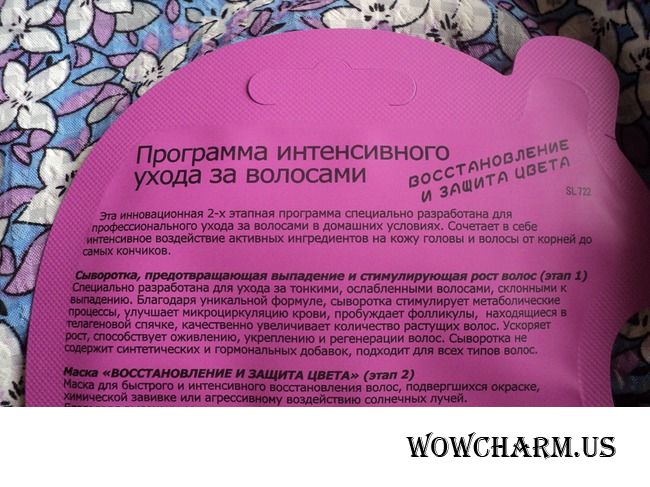 Программа интенсивного
ухода за волосами
ВОССТАНОВЛЕНИЕ
И ЗАЩИТА ЦВЕТА
SL 722
Эта инновационная 2-х этапная программа специально разработана для
профессионального ухода за волосами в домашних условиях. Сочетает в себе
интенсивное воздействие активных ингредиентов на кожу головы и волосы от корней до
самых кончиков.
Сыворотка, предотвращающая выпадение и стимулирующая рост волос (этап 1)
Специально разработана для ухода за тонкими, ослабленными волосами, склонными к
выпадению. Благодаря уникальной формуле, сыворотка стимулирует метаболические
процессы, улучшает микроциркуляцию крови, пробуждает фолликулы, находящиеся в
телагеновой спячке, качественно увеличивает количество растущих волос. Ускоряет
рост, способствует оживлению, укреплению и регенерации волос. Сыворотка не
содержит синтетических и гормональных добавок, подходит для всех типов волос.
Маска «ВОССТАНОВЛЕНИЕ И ЗАЩИТА ЦВЕТА» (этап 2)
Маска для быстрого и интенсивного восстановления волос, подвергшихся окраске,
химической завивке или агрессивному воздействию солнечных лучей.
WOWCHARM.US